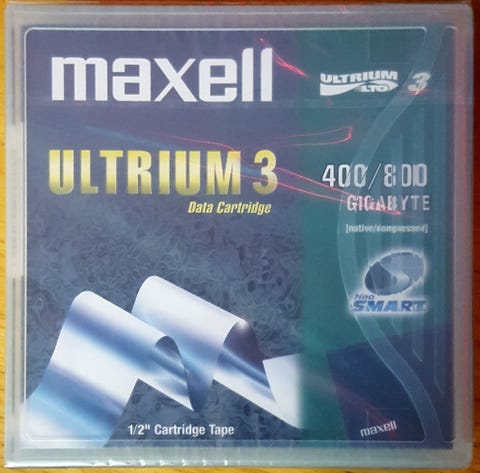 maxell
ULTRIUM LTO 3
ULTRIUM 3
Data Cartridge
400/800
GIGABYTE
[native/compressed]
Neo
SMART
1/2" Cartridge Tape
maxell